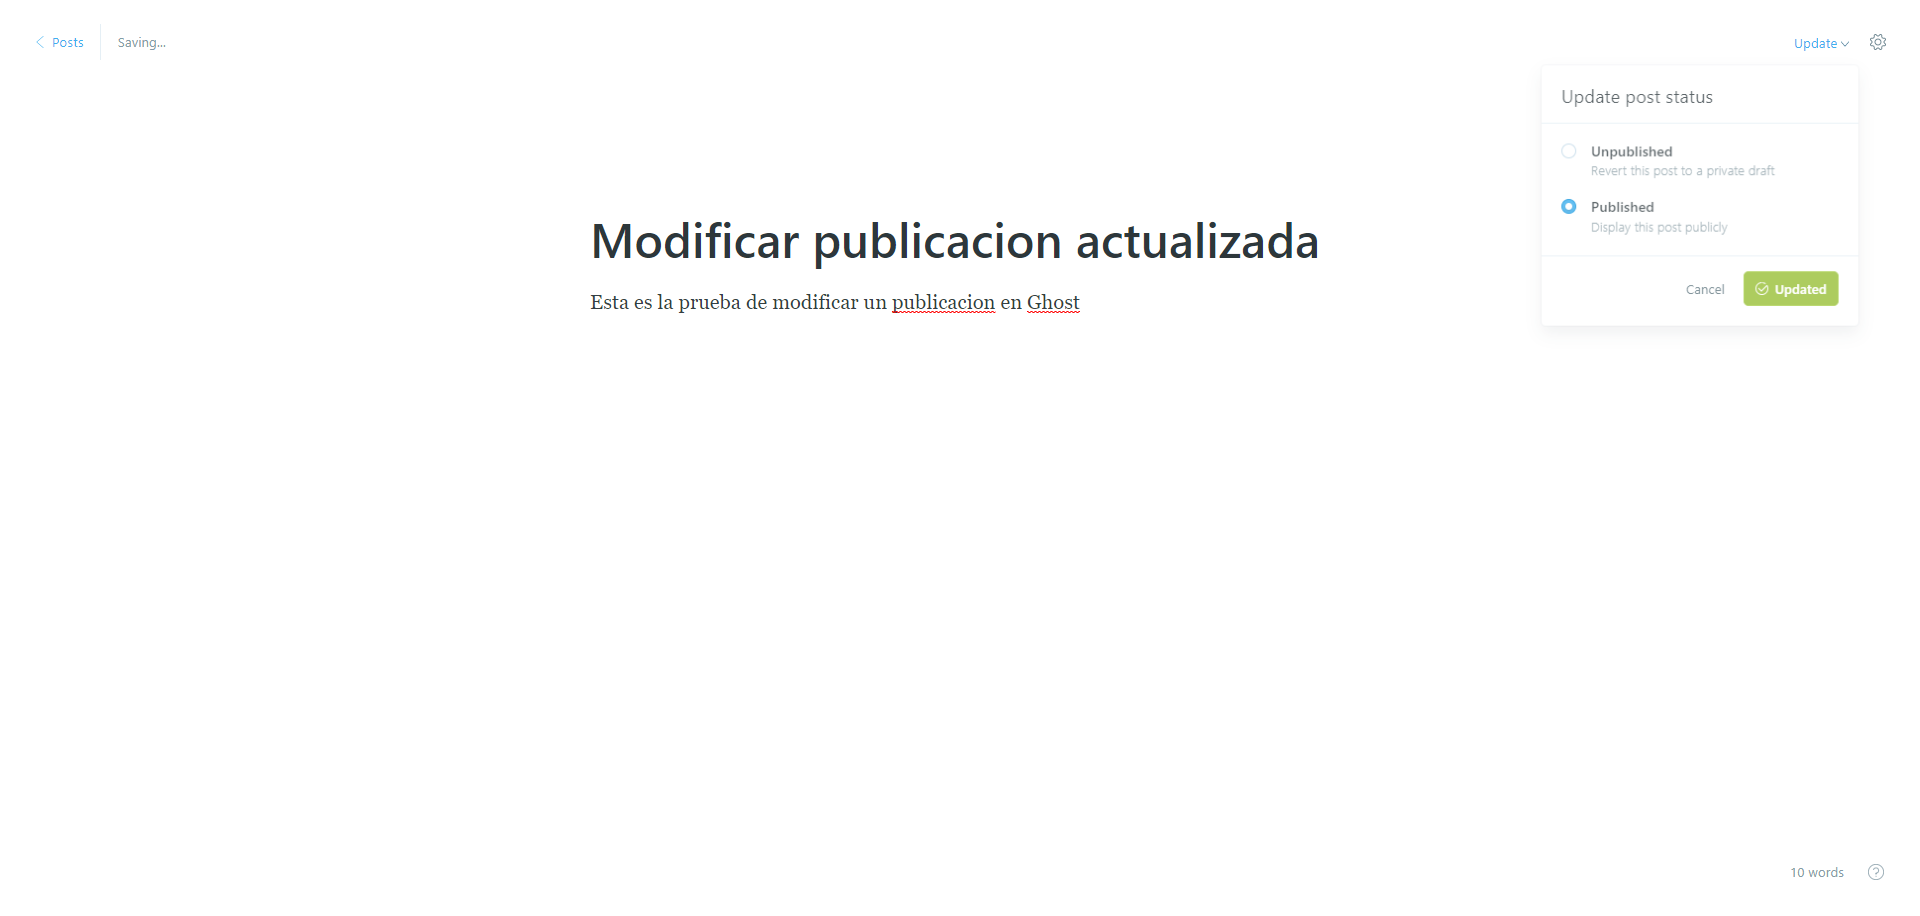 Posts
Saving...
Update
Update post status
Unpublished
Revert this post to a private draft
Published
Display this post publicly
Cancel
Updated
Modificar publicacion actualizada
Esta es la prueba de modificar un publicacion en Ghost
10 words
?